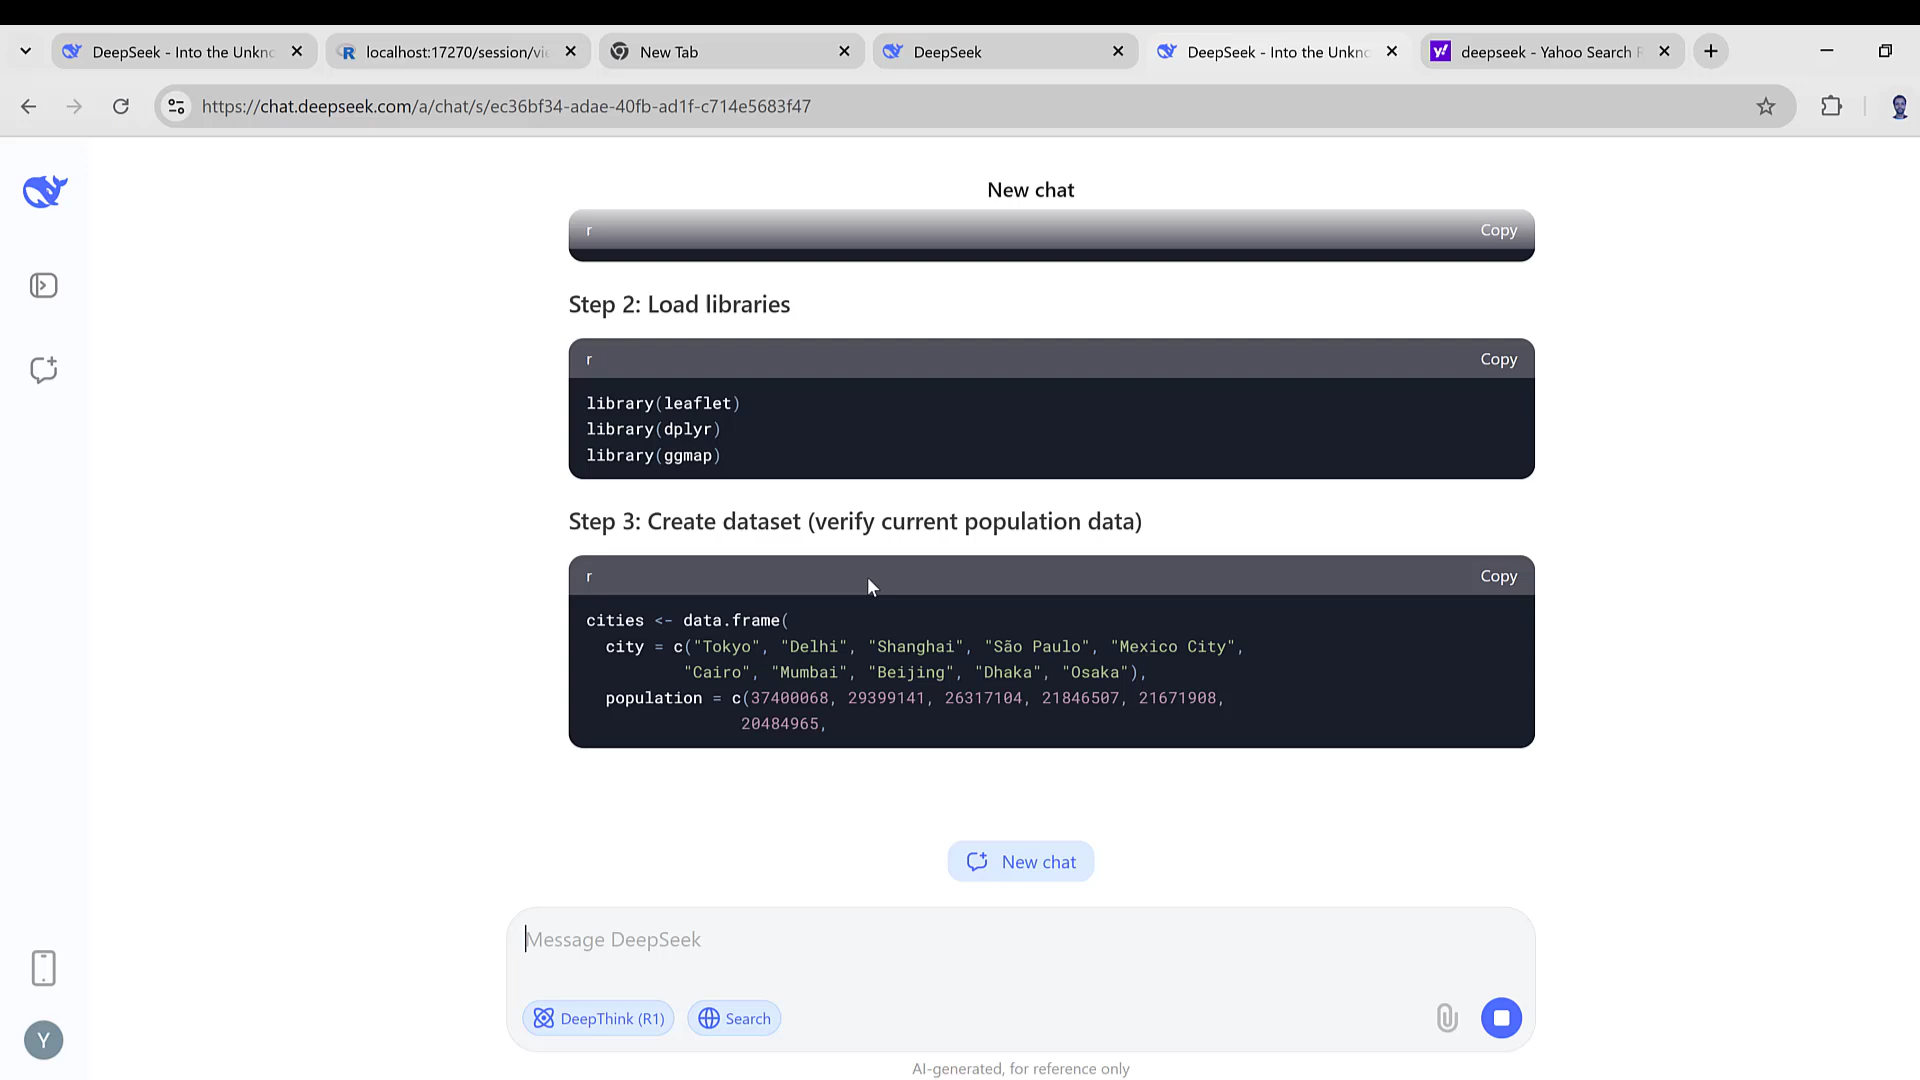 DeepSeek - Into the Unkno
localhost:17270/session/vie
New Tab
DeepSeek
DeepSeek - Into the Unkno
y!
deepseek - Yahoo Search R
https://chat.deepseek.com/a/chat/s/ec36bf34-adae-40fb-ad1f-c714e5683f47
New chat
r
Copy
Step 2: Load libraries
r
Copy
library(leaflet)
library(dplyr)
library(ggmap)
Step 3: Create dataset (verify current population data)
r
Copy
cities <- data.frame(
city = c("Tokyo", "Delhi", "Shanghai", "São Paulo", "Mexico City",
"Cairo", "Mumbai", "Beijing", "Dhaka", "Osaka"),
population = c(37400068, 29399141, 26317104, 21846507, 21671908,
20484965,
New chat
Message DeepSeek
DeepThink (R1)
Search
Y
AI-generated, for reference only